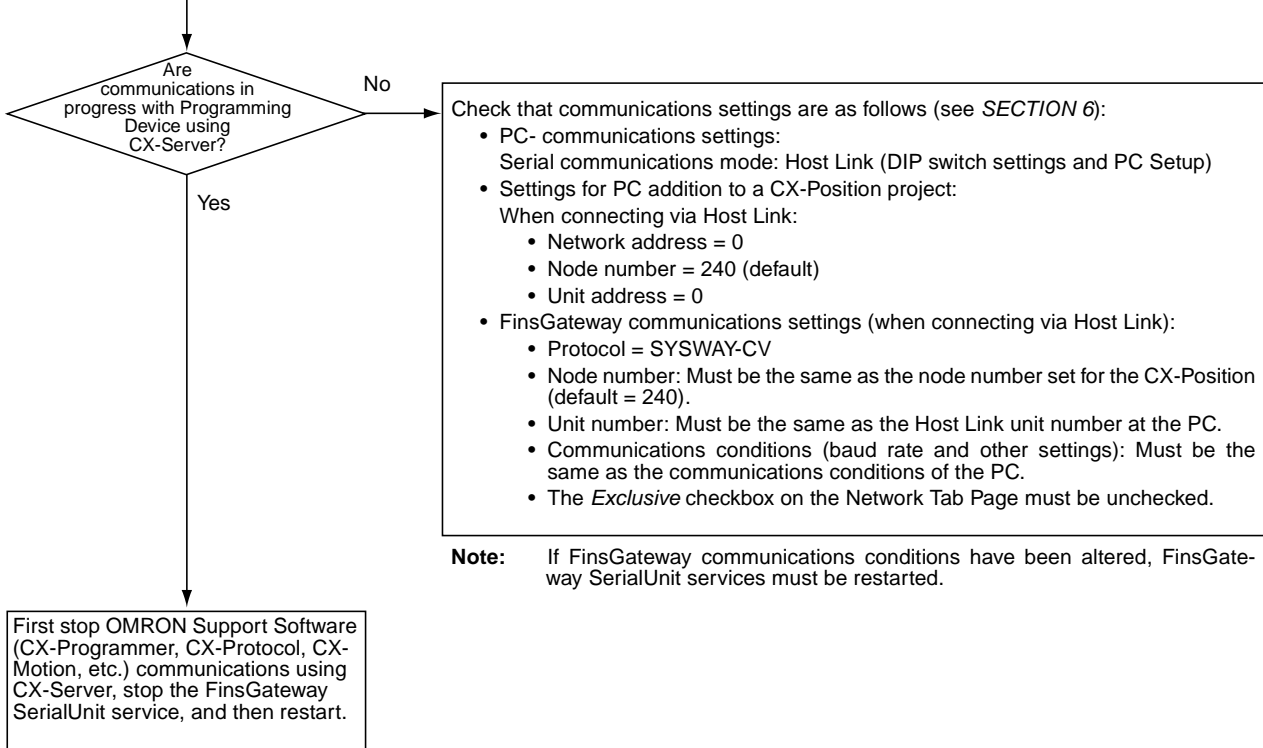 Are
communications in
progress with Programming
Device using
CX-Server?
No
Yes
Check that communications settings are as follows (see SECTION 6):
• PC- communications settings:
Serial communications mode: Host Link (DIP switch settings and PC Setup)
• Settings for PC addition to a CX-Position project:
When connecting via Host Link:
• Network address = 0
• Node number = 240 (default)
• Unit address = 0
• FinsGateway communications settings (when connecting via Host Link):
• Protocol = SYSWAY-CV
• Node number: Must be the same as the node number set for the CX-Position
(default = 240).
• Unit number: Must be the same as the Host Link unit number at the PC.
• Communications conditions (baud rate and other settings): Must be the
same as the communications conditions of the PC.
• The Exclusive checkbox on the Network Tab Page must be unchecked.
Note: If FinsGateway communications conditions have been altered, FinsGate-
way SerialUnit services must be restarted.
First stop OMRON Support Software
(CX-Programmer, CX-Protocol, CX-
Motion, etc.) communications using
CX-Server, stop the FinsGateway
SerialUnit service, and then restart.